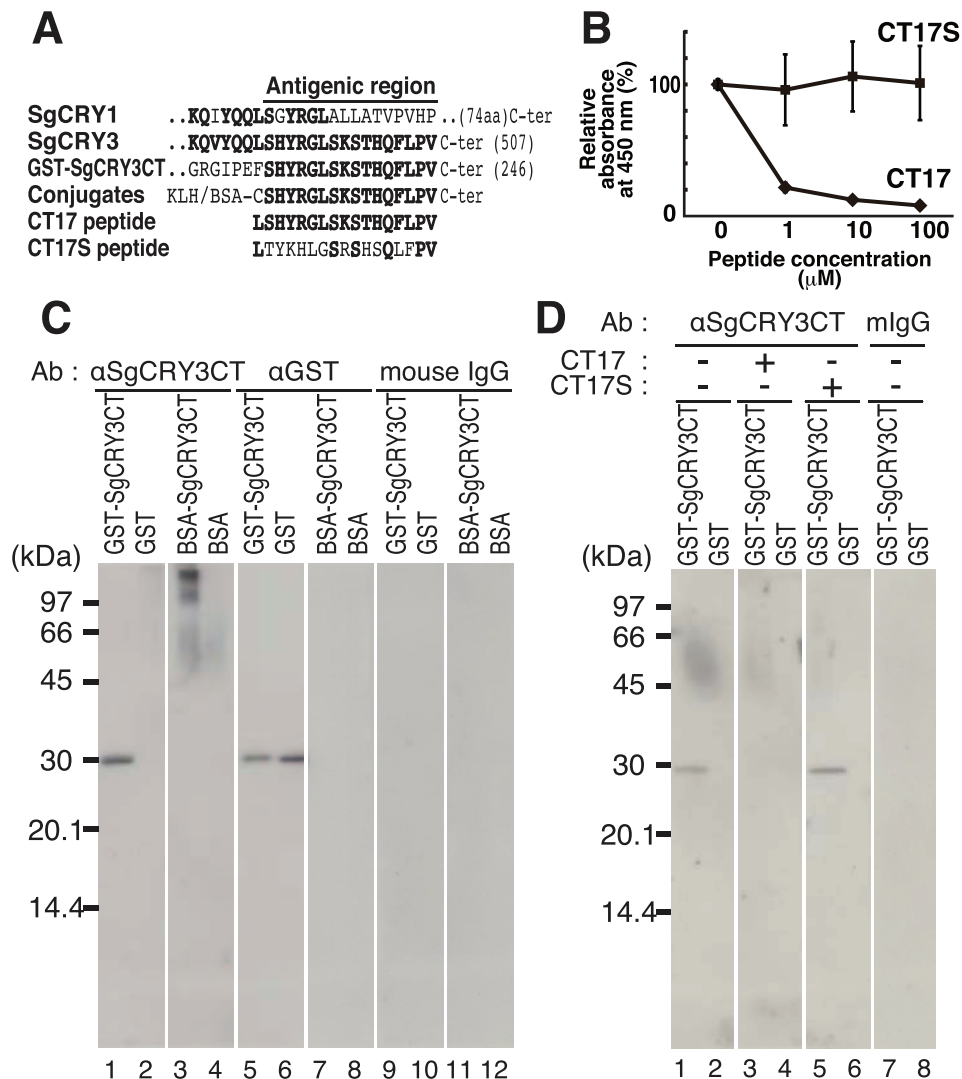 A
Antigenic region
SgCRY1 ..KQIYQQLSGYRGLALLATVPVHP..(74aa)C-ter
SgCRY3 ..KQVYQQLSHYRGLSKSTHQFLPVC-ter (507)
GST-SgCRY3CT..GRGIPEFSHYRGLSKSTHQFLPVC-ter (246)
Conjugates KLH/BSA-CSHYRGLSKSTHQFLPVC-ter
CT17 peptide LSHYRGLSKSTHQFLPV
CT17S peptide LTYKHLGSRSHSQLFPV
B
Relative
absorbance
at 450 nm (%)
100
0
CT17S
CT17
0 1 10 100
Peptide concentration
(µM)
C
Ab : αSgCRY3CT αGST mouse IgG
GST-SgCRY3CT
GST
BSA-SgCRY3CT
BSA
GST-SgCRY3CT
GST
BSA-SgCRY3CT
BSA
GST-SgCRY3CT
GST
BSA-SgCRY3CT
BSA
(kDa)
97
66
45
30
20.1
14.4
1 2 3 4 5 6 7 8 9 10 11 12
D
Ab : αSgCRY3CT mIgG
CT17 : - + - -
CT17S : - - + -
GST-SgCRY3CT
GST
GST-SgCRY3CT
GST
GST-SgCRY3CT
GST
GST-SgCRY3CT
GST
(kDa)
97
66
45
30
20.1
14.4
1 2 3 4 5 6 7 8